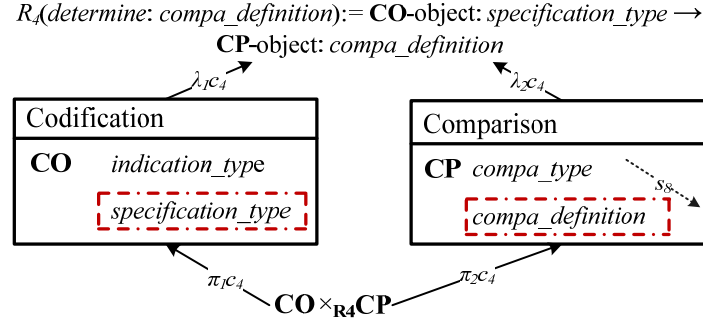 R₄(determine: compa_definition):= CO-object: specification_type →
CP-object: compa_definition
λ₁c₄ λ₂c₄
Codification Comparison
CO indication_type CP compa_type
s₈
specification_type compa_definition
π₁c₄ π₂c₄
CO×R₄CP